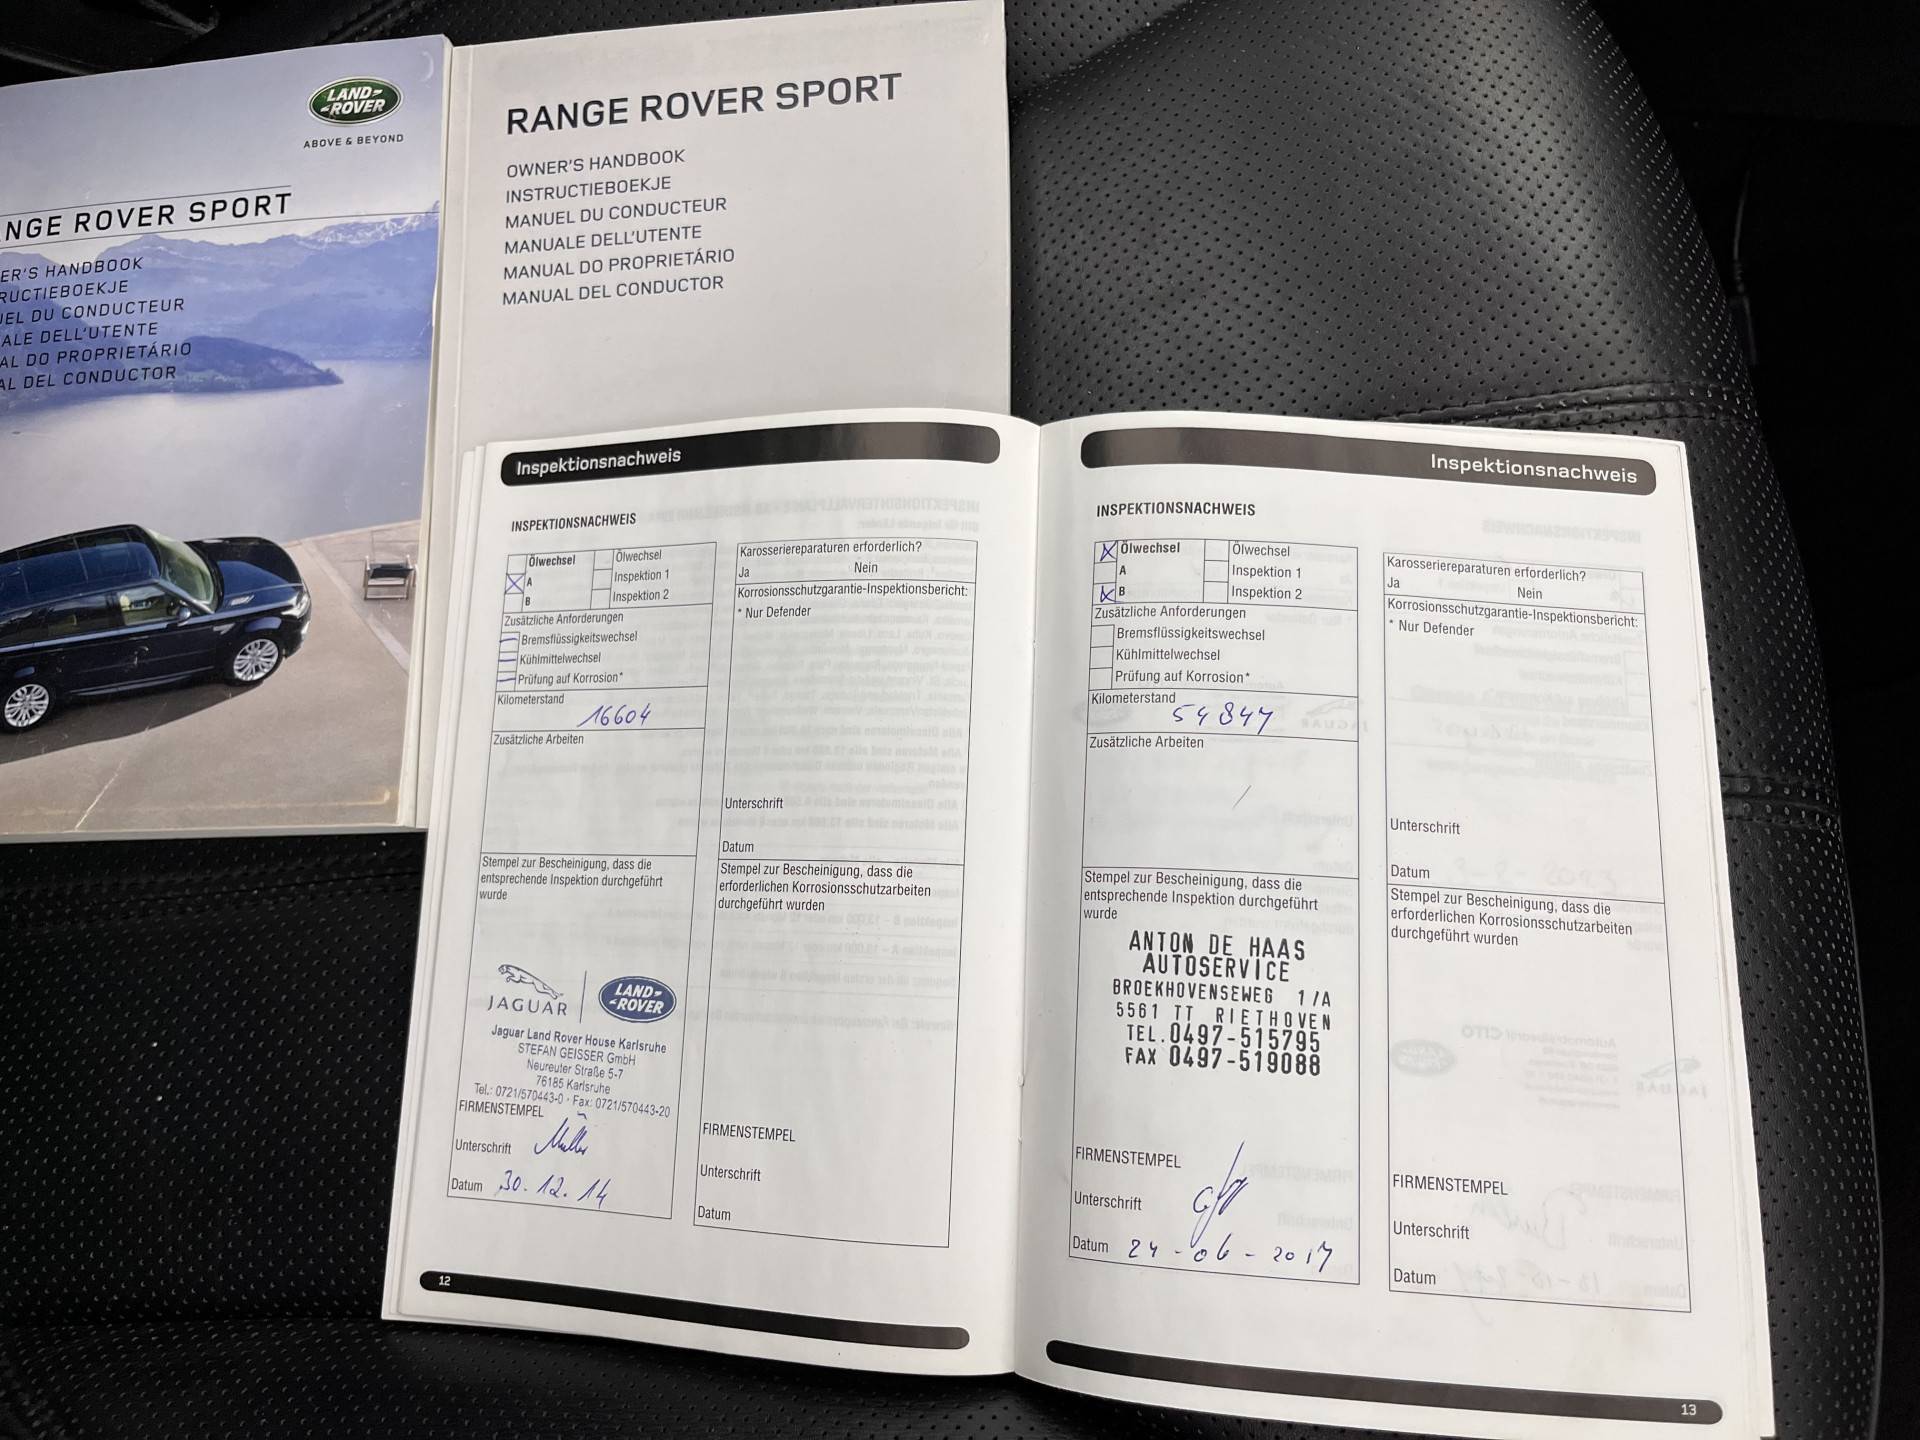 LAND-
-ROVER
ABOVE & BEYOND
ANGE ROVER SPORT
ER'S HANDBOOK
RUCTIEBOEKJE
UEL DU CONDUCTEUR
ALE DELL'UTENTE
AL DO PROPRIETÁRIO
AL DEL CONDUCTOR
RANGE ROVER SPORT
OWNER'S HANDBOOK
INSTRUCTIEBOEKJE
MANUEL DU CONDUCTEUR
MANUALE DELL'UTENTE
MANUAL DO PROPRIETÁRIO
MANUAL DEL CONDUCTOR
Inspektionsnachweis
INSPEKTIONSNACHWEIS
Ölwechsel Ölwechsel
A Inspektion 1
B Inspektion 2
Zusätzliche Anforderungen
Bremsflüssigkeitswechsel
Kühlmittelwechsel
Prüfung auf Korrosion*
Kilometerstand
16604
Zusätzliche Arbeiten
Stempel zur Bescheinigung, dass die
entsprechende Inspektion durchgeführt
wurde
JAGUAR
LAND-
-ROVER
Jaguar Land Rover House Karlsruhe
STEFAN GEISSER GmbH
Neureuter Straße 5-7
76185 Karlsruhe
Tel.: 0721/570443-0 · Fax: 0721/570443-20
FIRMENSTEMPEL
Unterschrift Müller
Datum 30.12.14
Karosseriereparaturen erforderlich?
Ja Nein
Korrosionsschutzgarantie-Inspektionsbericht:
* Nur Defender
Unterschrift
Datum
Stempel zur Bescheinigung, dass die
erforderlichen Korrosionsschutzarbeiten
durchgeführt wurden
FIRMENSTEMPEL
Unterschrift
Datum
12
Inspektionsnachweis
INSPEKTIONSNACHWEIS
Ölwechsel Ölwechsel
A Inspektion 1
B Inspektion 2
Zusätzliche Anforderungen
Bremsflüssigkeitswechsel
Kühlmittelwechsel
Prüfung auf Korrosion*
Kilometerstand
54847
Zusätzliche Arbeiten
Stempel zur Bescheinigung, dass die
entsprechende Inspektion durchgeführt
wurde
ANTON DE HAAS
AUTOSERVICE
BROEKHOVENSEWEG 1/A
5561 TT RIETHOVEN
TEL.0497-515795
FAX 0497-519088
FIRMENSTEMPEL
Unterschrift
Datum 24-06-2017
Karosseriereparaturen erforderlich?
Ja Nein
Korrosionsschutzgarantie-Inspektionsbericht:
* Nur Defender
Unterschrift
Datum
Stempel zur Bescheinigung, dass die
erforderlichen Korrosionsschutzarbeiten
durchgeführt wurden
FIRMENSTEMPEL
Unterschrift
Datum
13